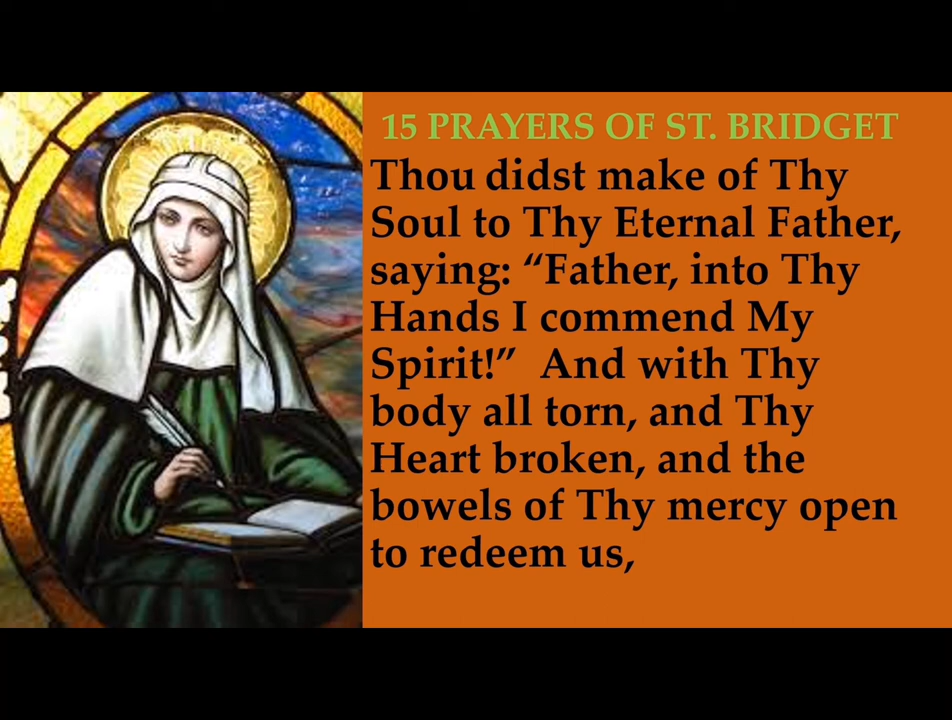 15 PRAYERS OF ST. BRIDGET
Thou didst make of Thy
Soul to Thy Eternal Father,
saying: “Father, into Thy
Hands I commend My
Spirit!”  And with Thy
body all torn, and Thy
Heart broken, and the
bowels of Thy mercy open
to redeem us,